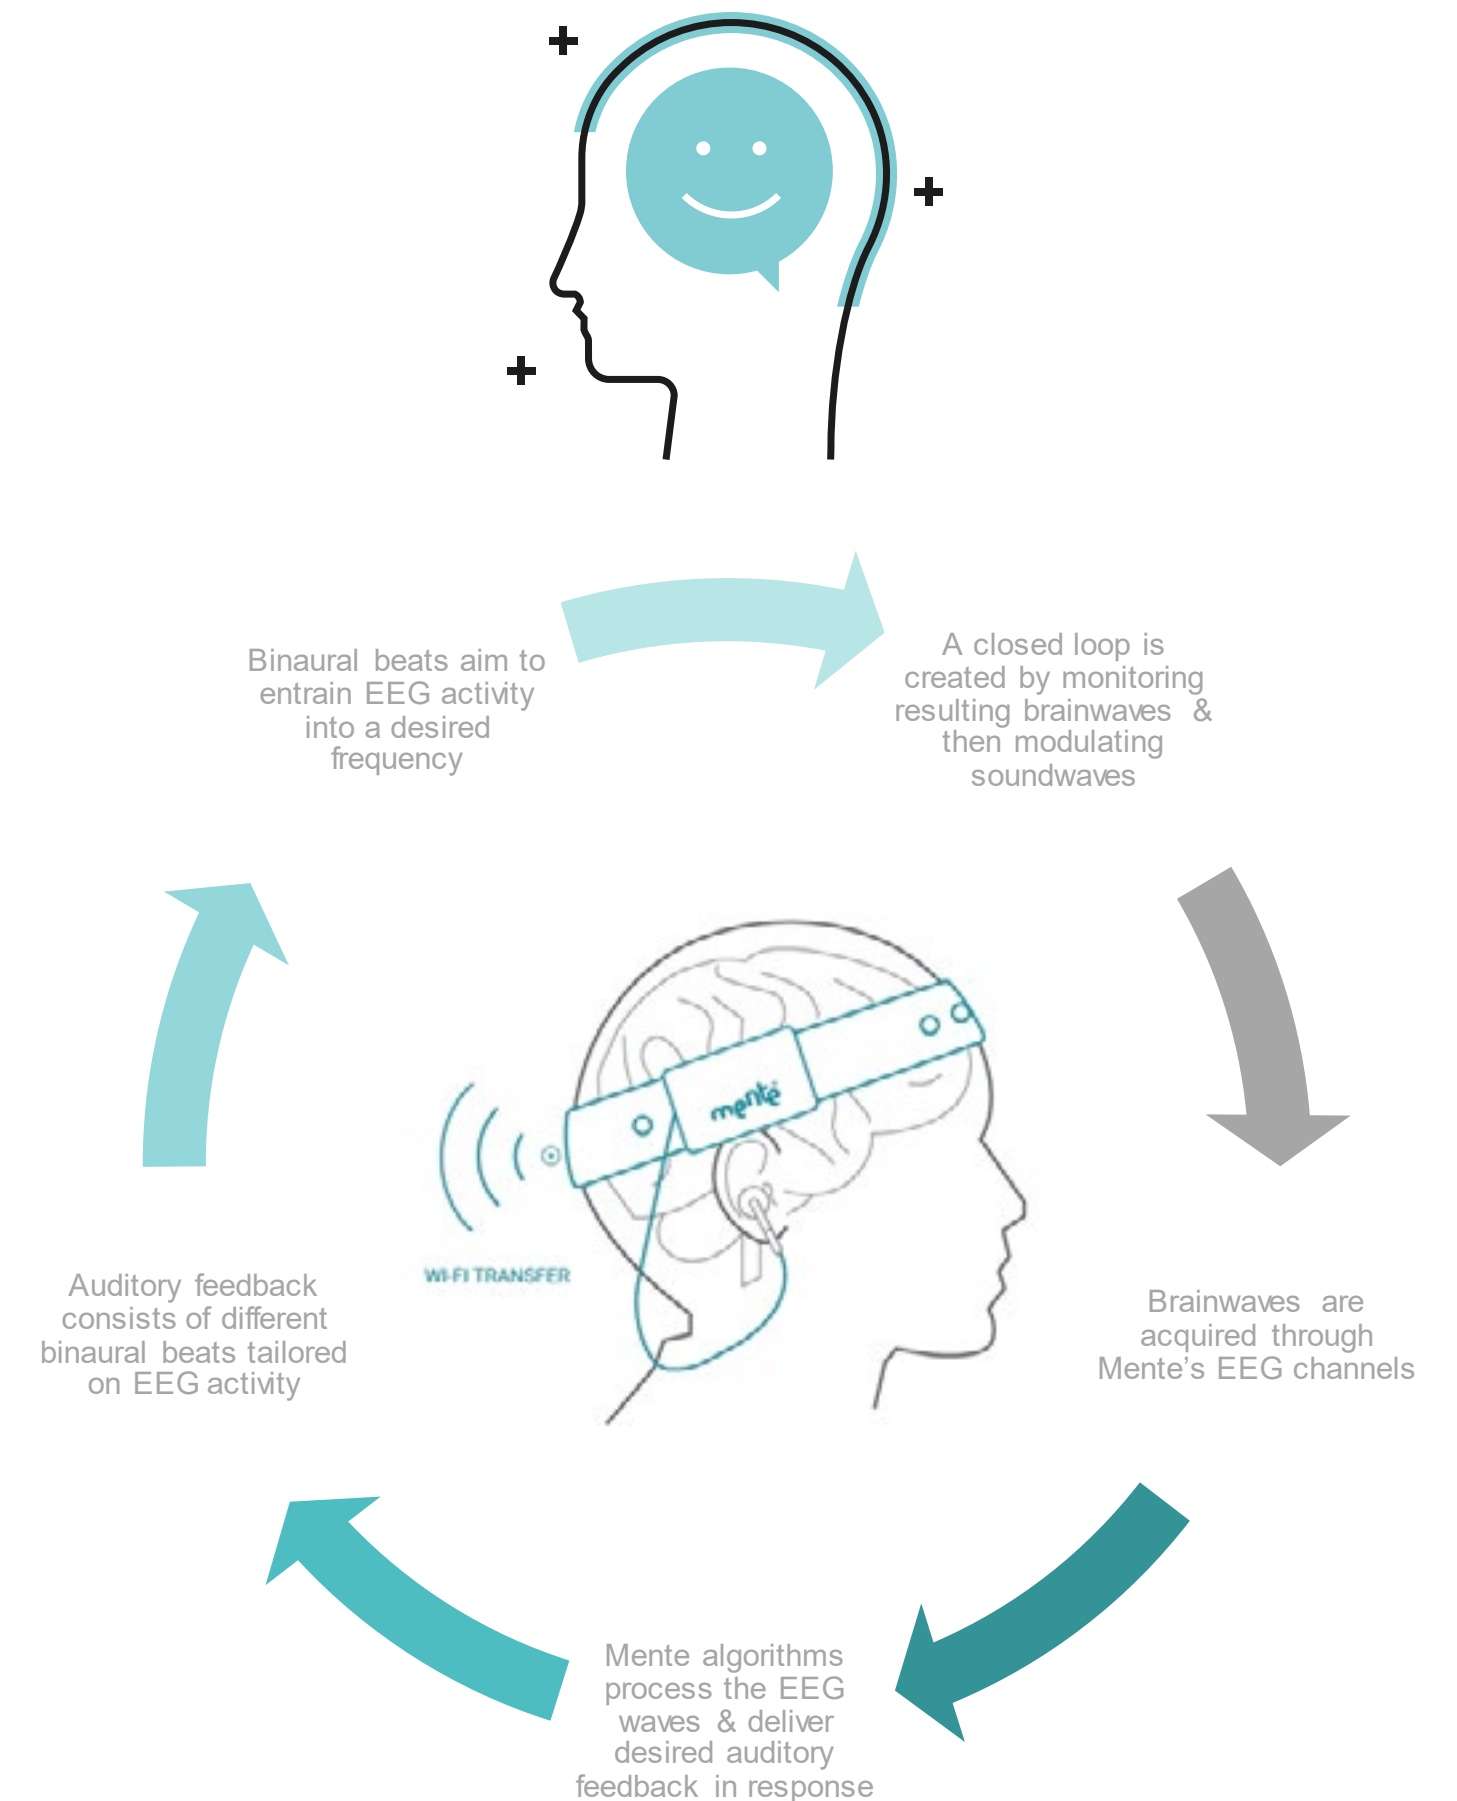 Binaural beats aim to
entrain EEG activity
into a desired
frequency
A closed loop is
created by monitoring
resulting brainwaves &
then modulating
soundwaves
mente
WI-FI TRANSFER
Auditory feedback
consists of different
binaural beats tailored
on EEG activity
Brainwaves are
acquired through
Mente’s EEG channels
Mente algorithms
process the EEG
waves & deliver
desired auditory
feedback in response